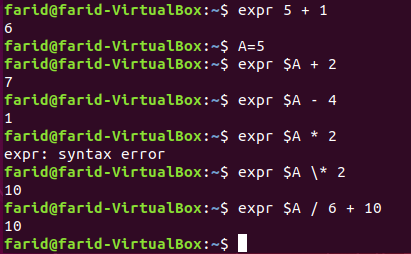 farid@farid-VirtualBox:~$ expr 5 + 1
6
farid@farid-VirtualBox:~$ A=5
farid@farid-VirtualBox:~$ expr $A + 2
7
farid@farid-VirtualBox:~$ expr $A - 4
1
farid@farid-VirtualBox:~$ expr $A * 2
expr: syntax error
farid@farid-VirtualBox:~$ expr $A \* 2
10
farid@farid-VirtualBox:~$ expr $A / 6 + 10
10
farid@farid-VirtualBox:~$